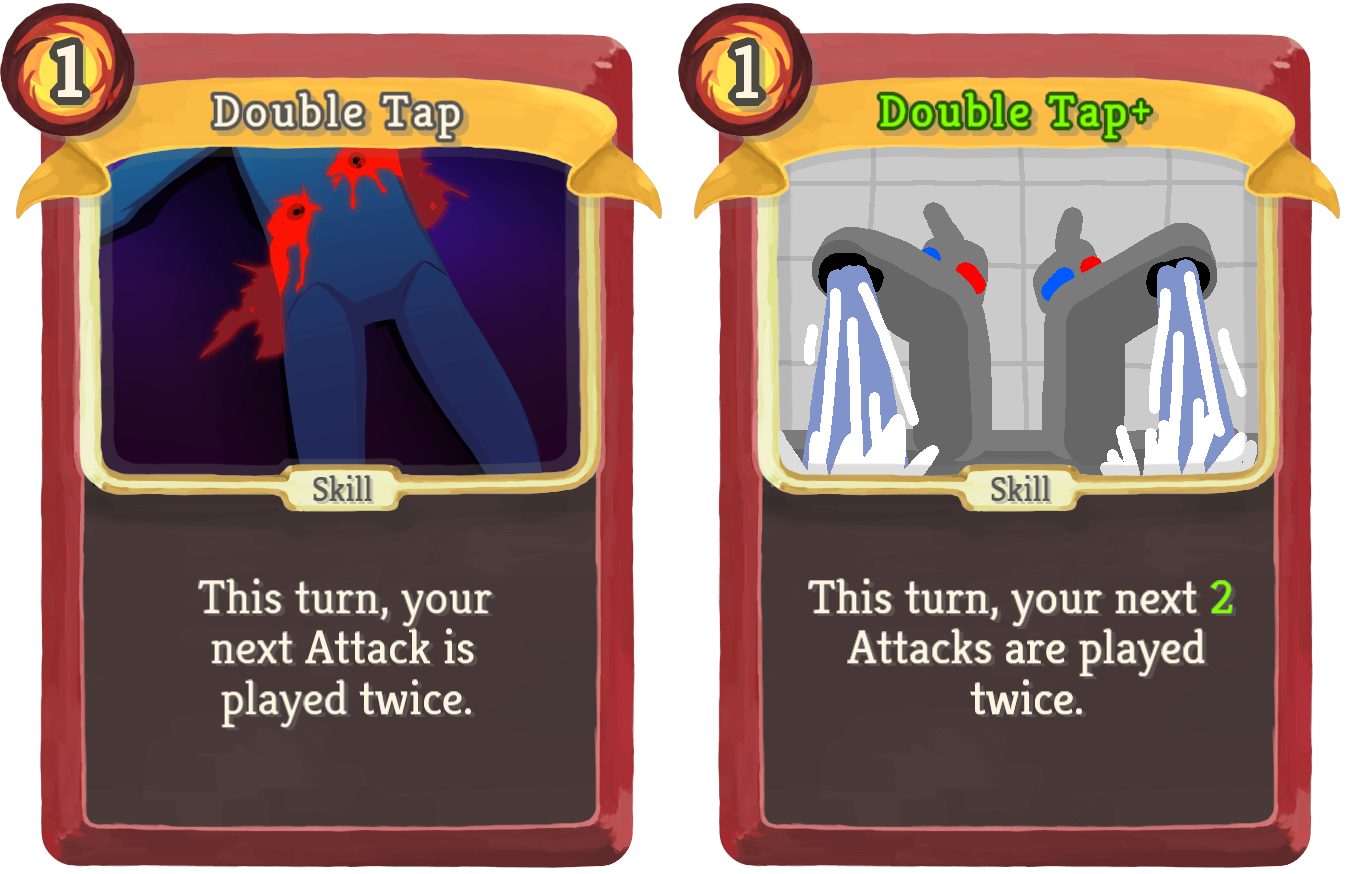 1
Double Tap
Skill
This turn, your
next Attack is
played twice.
1
Double Tap+
Skill
This turn, your next 2
Attacks are played
twice.